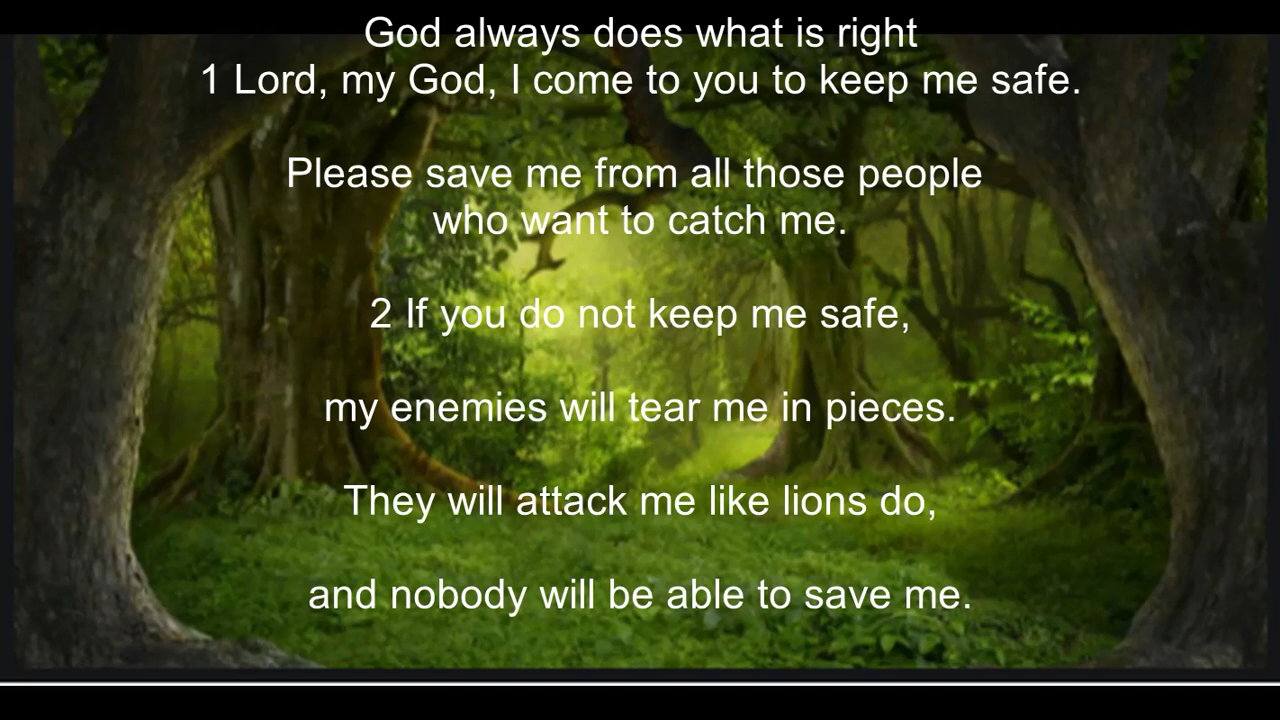 God always does what is right
1 Lord, my God, I come to you to keep me safe.
Please save me from all those people
who want to catch me.
2 If you do not keep me safe,
my enemies will tear me in pieces.
They will attack me like lions do,
and nobody will be able to save me.